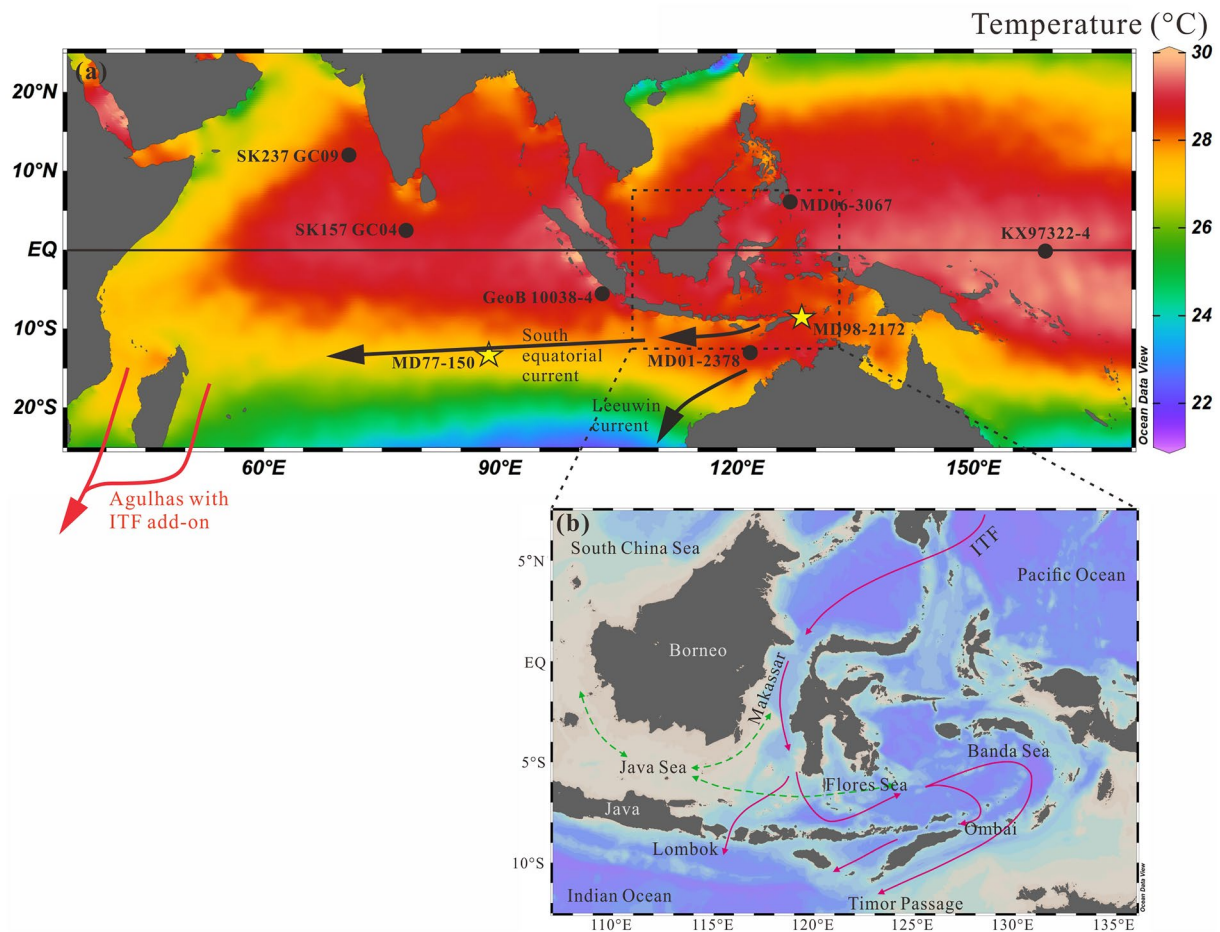 Temperature (°C)
(a)
20°N
10°N
EQ
10°S
20°S
SK237 GC09
SK157 GC04
GeoB 10038-4
MD06-3067
KX97322-4
MD98-2172
MD01-2378
MD77-150
South
equatorial
current
Leeuwin
current
60°E
90°E
120°E
150°E
Ocean Data View
30
28
26
24
22
Agulhas with
ITF add-on
(b)
South China Sea
ITF
Pacific Ocean
Borneo
Makassar
Banda Sea
Java Sea
Flores Sea
Java
Ombai
Lombok
Indian Ocean
Timor Passage
5°N
EQ
5°S
10°S
110°E
115°E
120°E
125°E
130°E
135°E
Ocean Data View